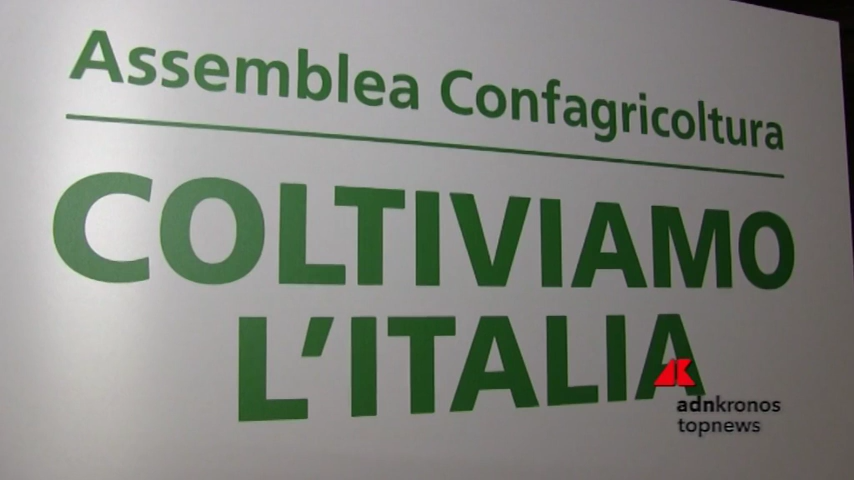 Assemblea Confagricoltura
COLTIVIAMO
L'ITALIA
adnkronos
topnews